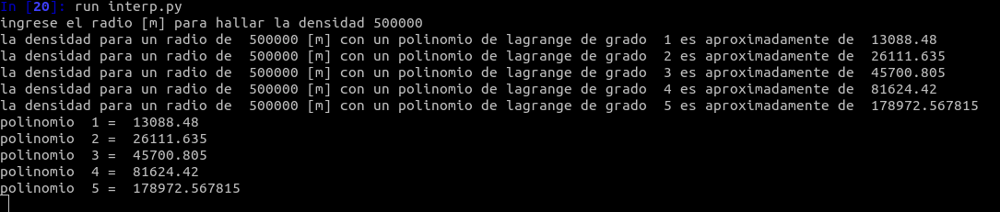 In [20]: run interp.py
ingrese el radio [m] para hallar la densidad 500000
la densidad para un radio de  500000 [m] con un polinomio de lagrange de grado  1 es aproximadamente de  13088.48
la densidad para un radio de  500000 [m] con un polinomio de lagrange de grado  2 es aproximadamente de  26111.635
la densidad para un radio de  500000 [m] con un polinomio de lagrange de grado  3 es aproximadamente de  45700.805
la densidad para un radio de  500000 [m] con un polinomio de lagrange de grado  4 es aproximadamente de  81624.42
la densidad para un radio de  500000 [m] con un polinomio de lagrange de grado  5 es aproximadamente de  178972.567815
polinomio  1 =  13088.48
polinomio  2 =  26111.635
polinomio  3 =  45700.805
polinomio  4 =  81624.42
polinomio  5 =  178972.567815